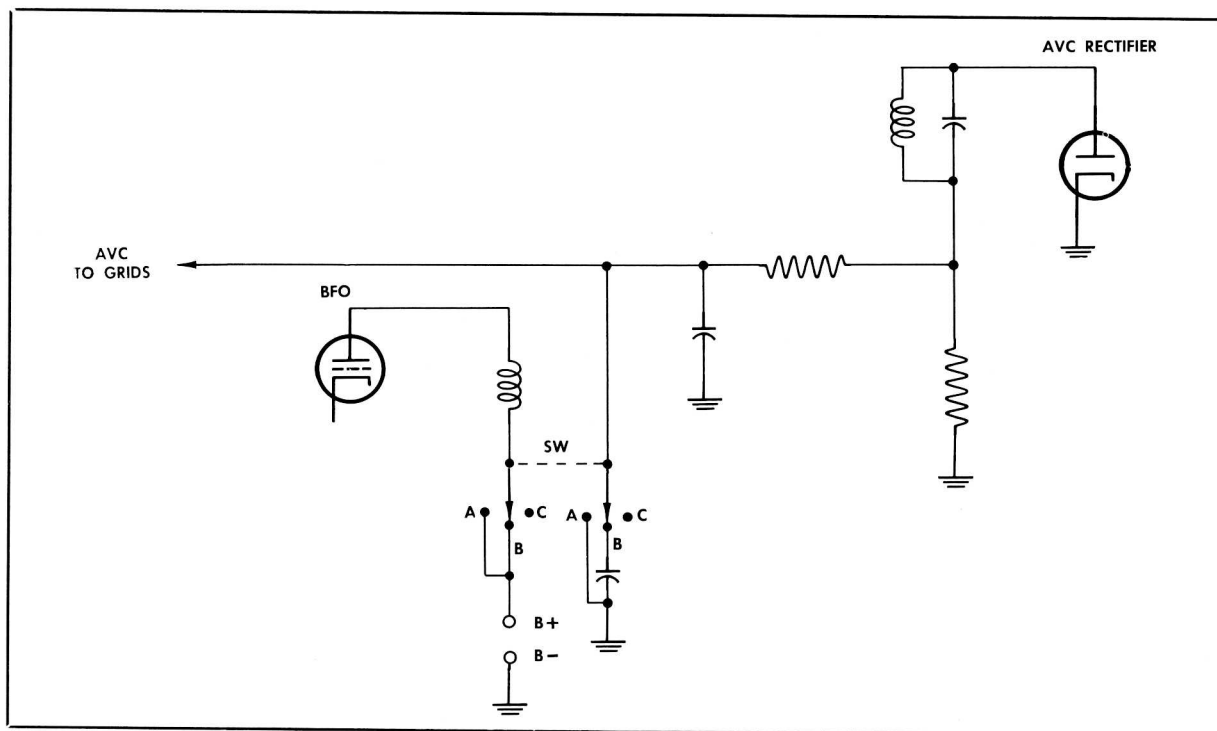 AVC RECTIFIER
AVC
TO GRIDS
BFO
SW
A
C
A
C
B
B
B+
B-